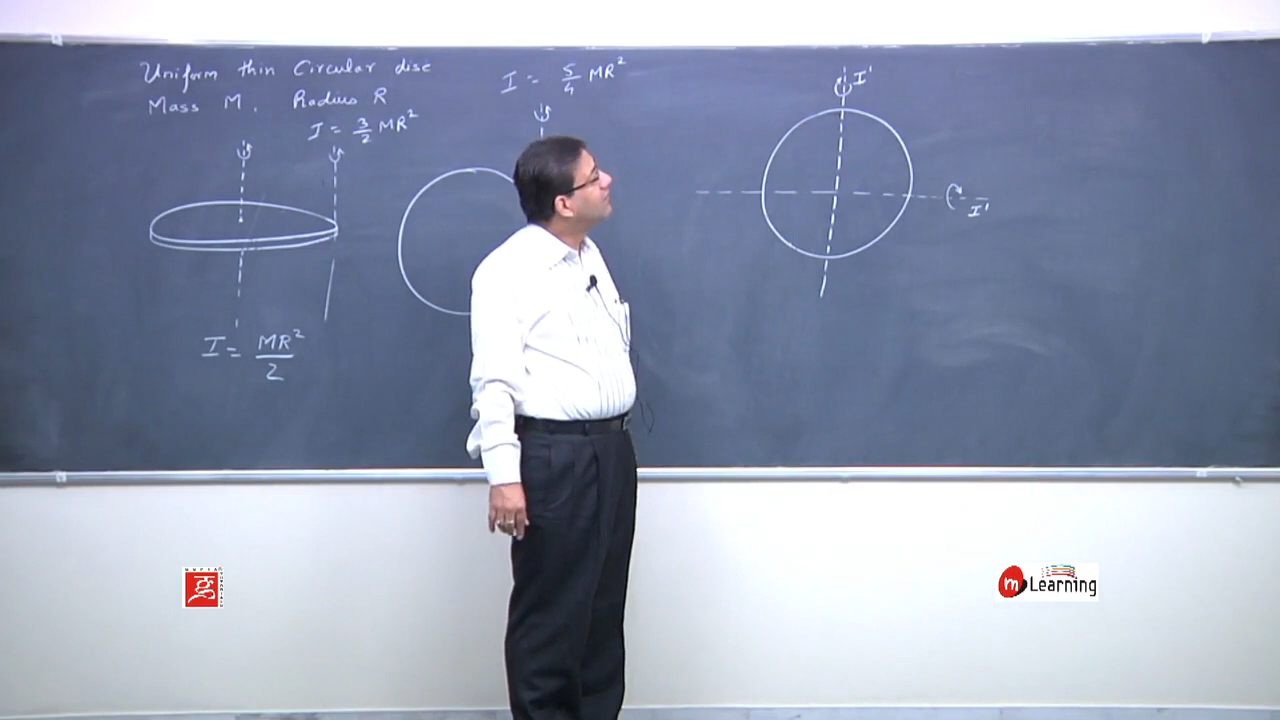 Uniform thin Circular disc
Mass M. Radius R
I = 3/2 MR²
I = MR²/2
I = 5/4 MR²
I'
I'
m Learning